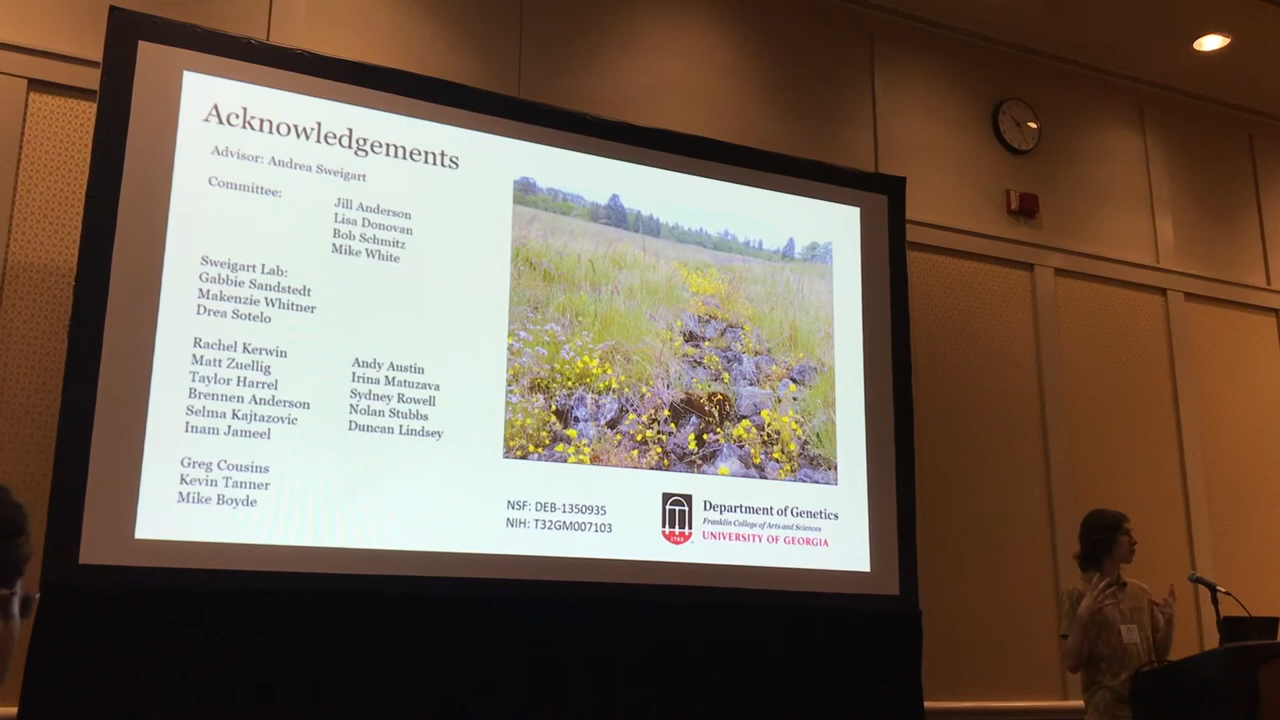 Acknowledgements
Advisor: Andrea Sweigart
Committee:
Jill Anderson
Lisa Donovan
Bob Schmitz
Mike White
Sweigart Lab:
Gabbie Sandstedt
Makenzie Whitner
Drea Sotelo
Rachel Kerwin
Matt Zuellig
Taylor Harrel
Brennen Anderson
Selma Kajtazovic
Inam Jameel
Andy Austin
Irina Matuzava
Sydney Rowell
Nolan Stubbs
Duncan Lindsey
Greg Cousins
Kevin Tanner
Mike Boyde
NSF: DEB-1350935
NIH: T32GM007103
1785
Department of Genetics
Franklin College of Arts and Sciences
UNIVERSITY OF GEORGIA